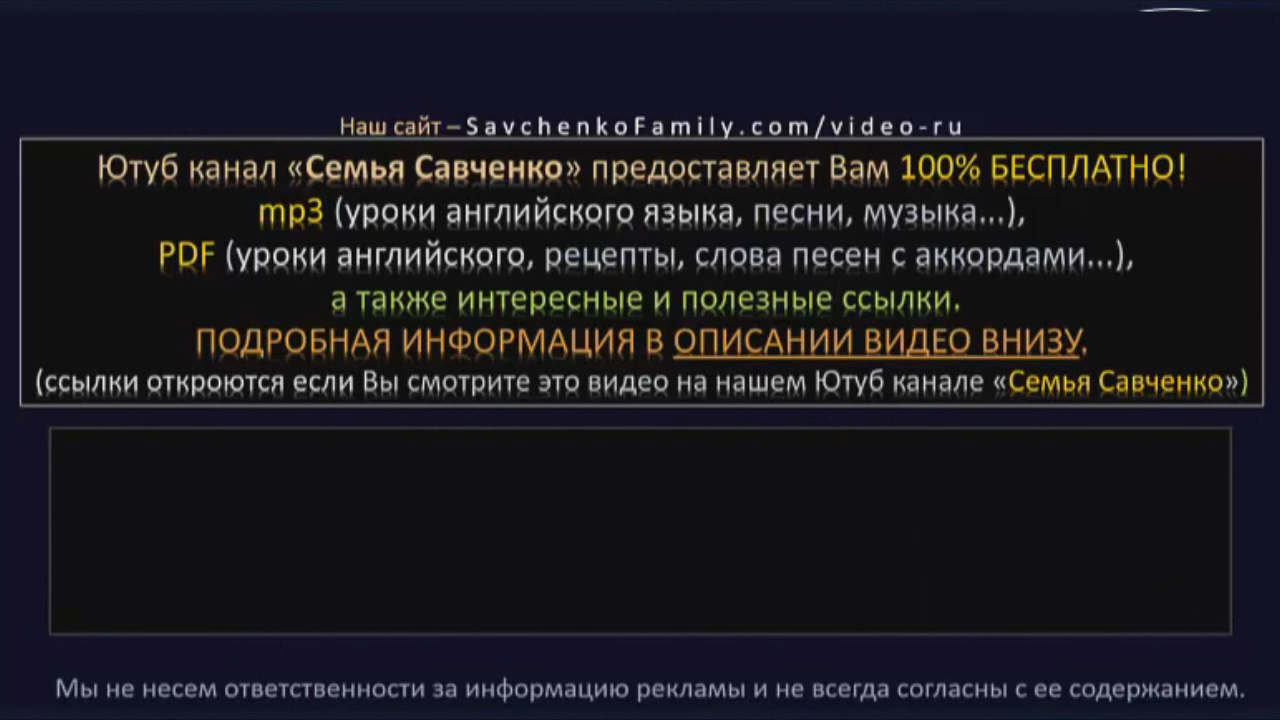 Наш сайт – SavchenkoFamily.com/video-ru
Ютуб канал «Семья Савченко» предоставляет Вам 100% БЕСПЛАТНО!
mp3 (уроки английского языка, песни, музыка...),
PDF (уроки английского, рецепты, слова песен с аккордами...),
а также интересные и полезные ссылки.
ПОДРОБНАЯ ИНФОРМАЦИЯ В ОПИСАНИИ ВИДЕО ВНИЗУ.
(ссылки откроются если Вы смотрите это видео на нашем Ютуб канале «Семья Савченко»)
Мы не несем ответственности за информацию рекламы и не всегда согласны с ее содержанием.